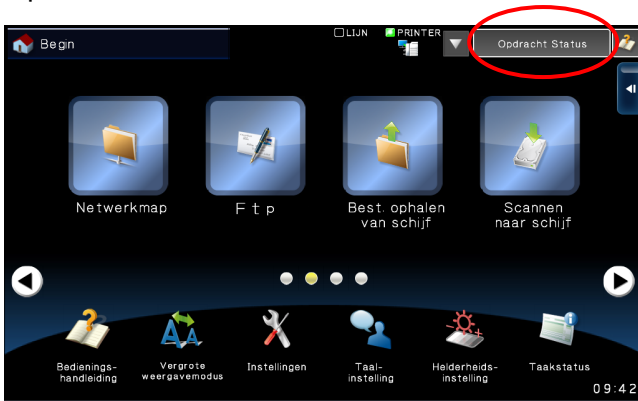 Begin
LIJN
PRINTER
Opdracht Status
Netwerkmap
Ftp
Best. ophalen
van schijf
Scannen
naar schijf
Bedienings-
handleiding
Vergrote
weergavemodus
Instellingen
Taal-
instelling
Helderheids-
instelling
Taakstatus
09:42